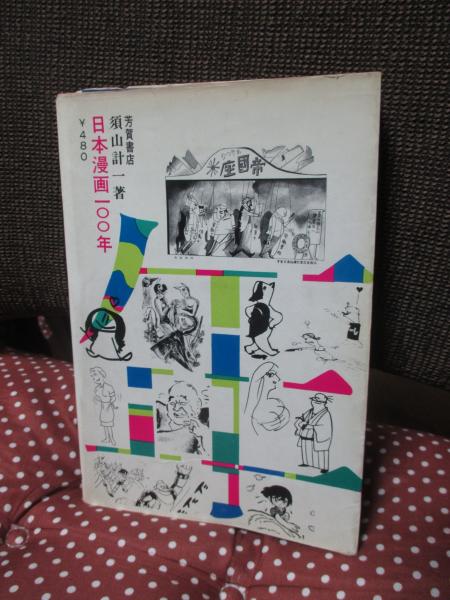 芳賀書店
須山計一著
日本漫画一〇〇年
¥480
帝國座